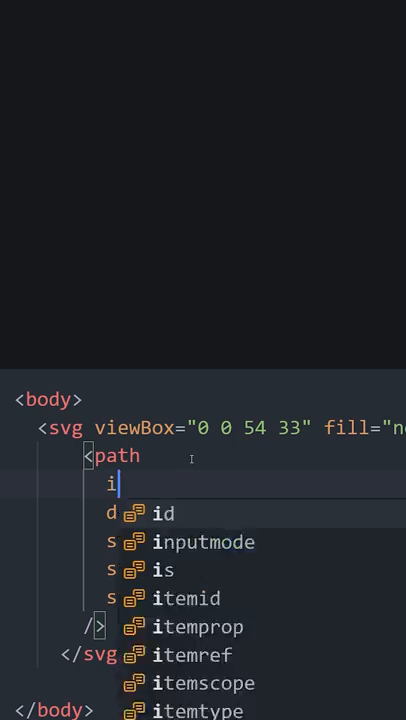 <body>
<svg viewBox="0 0 54 33" fill="n
<path
i
d id
s inputmode
s is
s itemid
/> itemprop
</svg itemref
itemscope
</body> itemtype